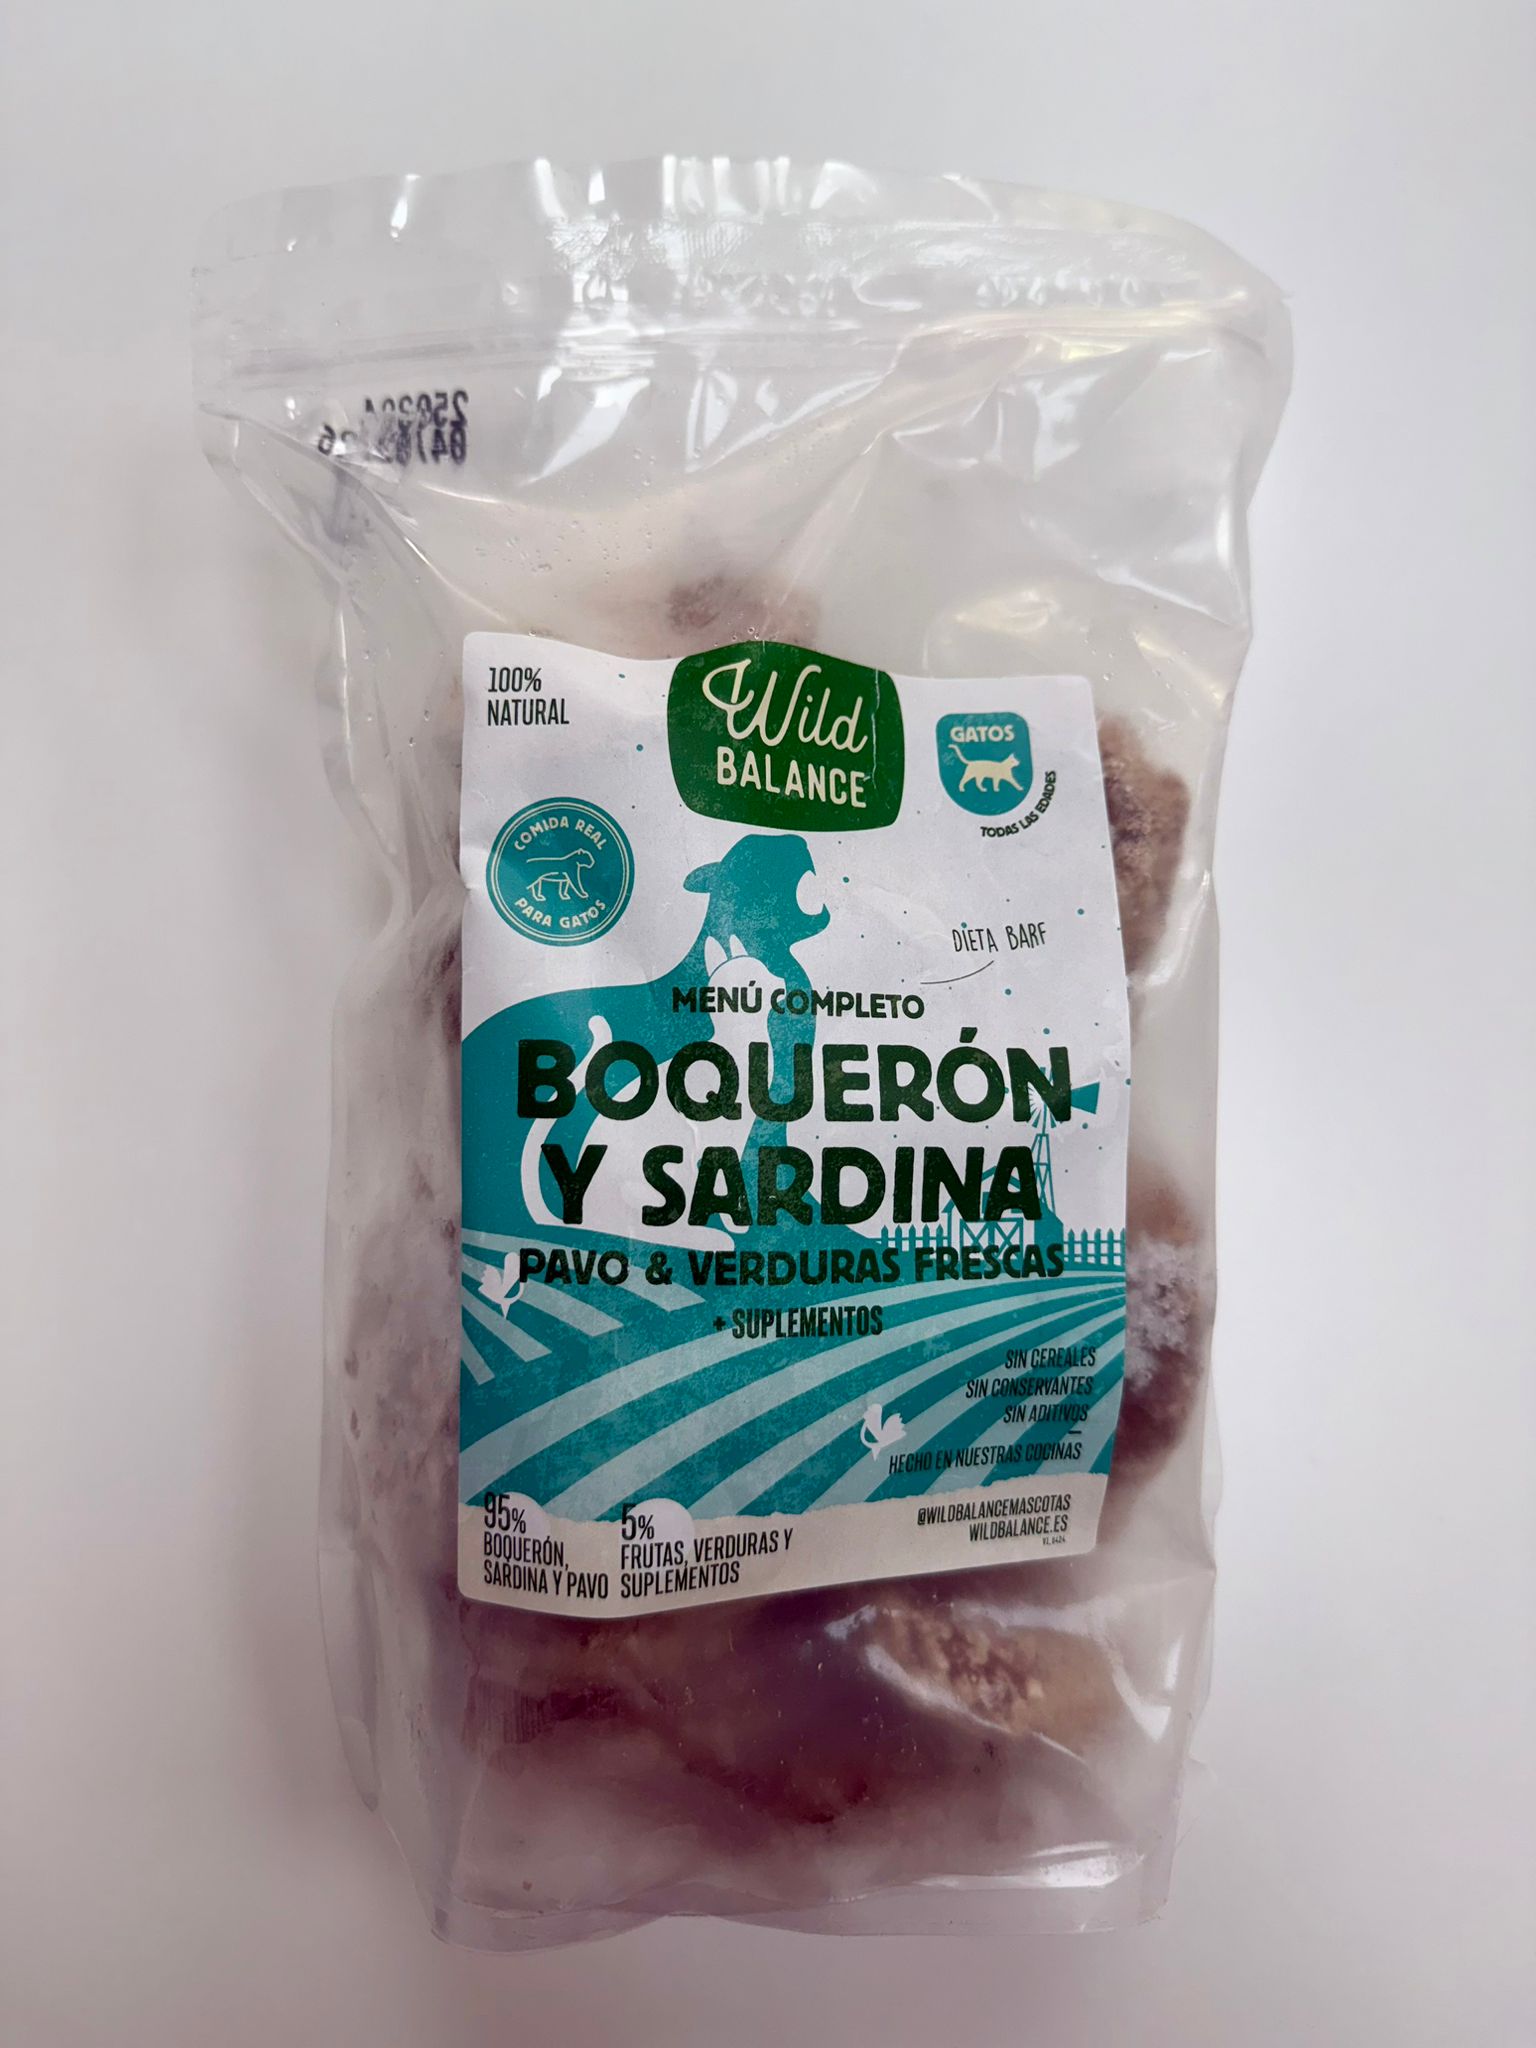 100%
NATURAL
Wild
BALANCE
GATOS
TODAS LAS EDADES
COMIDA REAL
PARA GATOS
DIETA BARF
MENÚ COMPLETO
BOQUERÓN
Y SARDINA
PAVO & VERDURAS FRESCAS
+ SUPLEMENTOS
SIN CEREALES
SIN CONSERVANTES
SIN ADITIVOS
HECHO EN NUESTRAS COCINAS
95%
BOQUERÓN,
SARDINA Y PAVO
5%
FRUTAS, VERDURAS Y
SUPLEMENTOS
@WILDBALANCEMASCOTAS
WILDBALANCE.ES